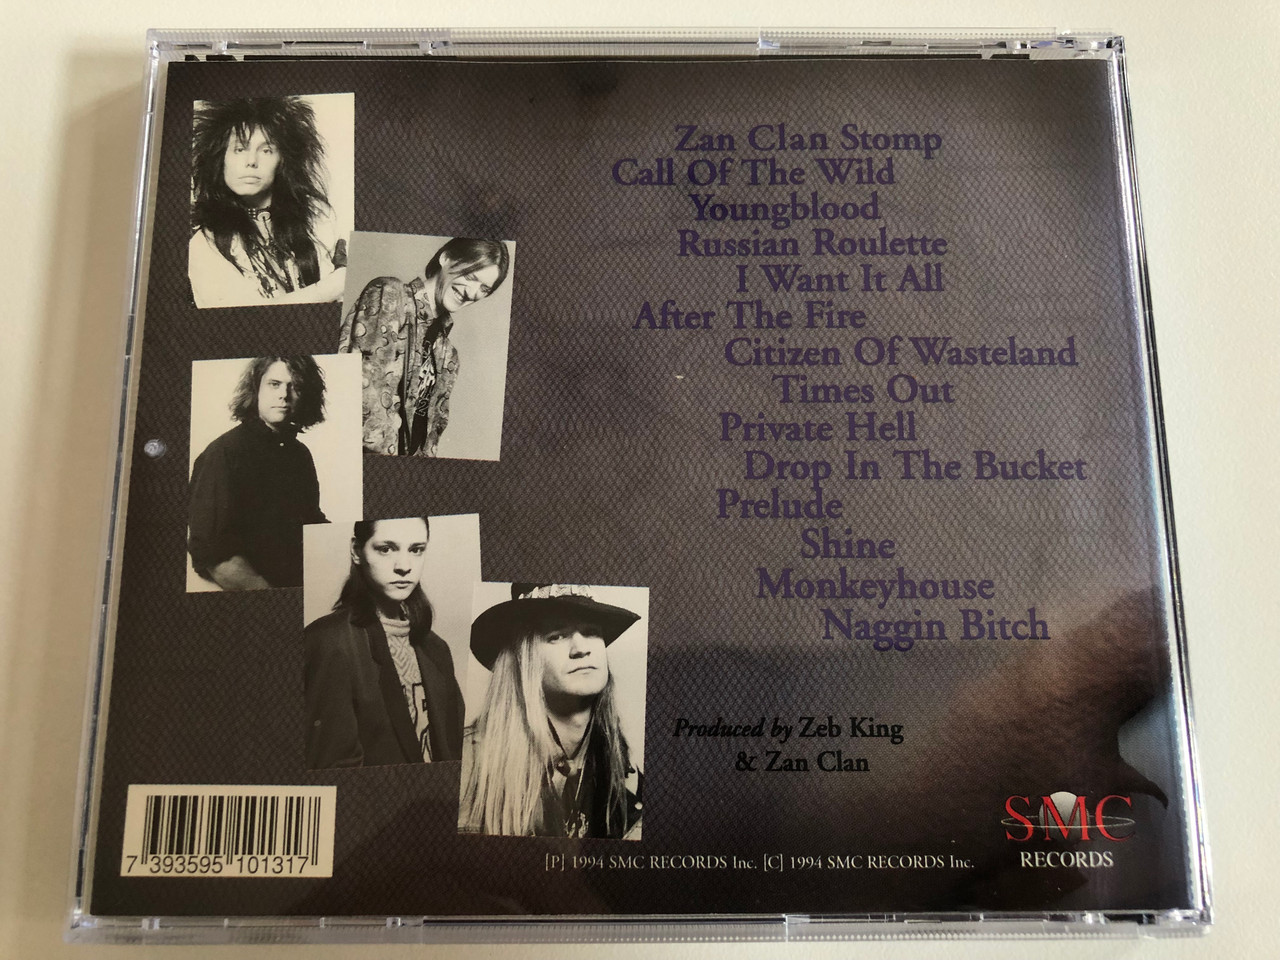 Zan Clan Stomp
Call Of The Wild
Youngblood
Russian Roulette
I Want It All
After The Fire
Citizen Of Wasteland
Times Out
Private Hell
Drop In The Bucket
Prelude
Shine
Monkeyhouse
Naggin Bitch
Produced by Zeb King
& Zan Clan
SMC
RECORDS
7 393595 101317
[P] 1994 SMC RECORDS Inc. [C] 1994 SMC RECORDS Inc.